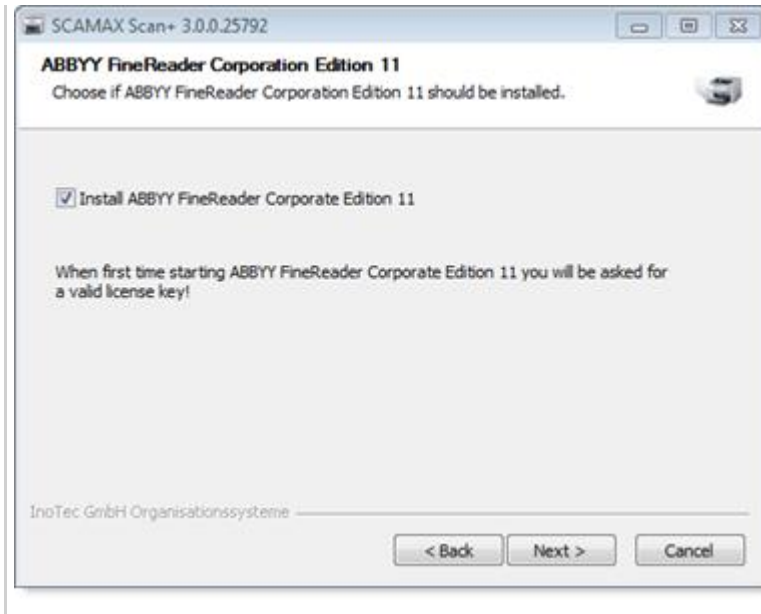 SCAMAX Scan+ 3.0.0.25792
ABBYY FineReader Corporation Edition 11
Choose if ABBYY FineReader Corporation Edition 11 should be installed.
Install ABBYY FineReader Corporate Edition 11
When first time starting ABBYY FineReader Corporate Edition 11 you will be asked for
a valid license key!
InoTec GmbH Organisationssysteme
< Back Next > Cancel